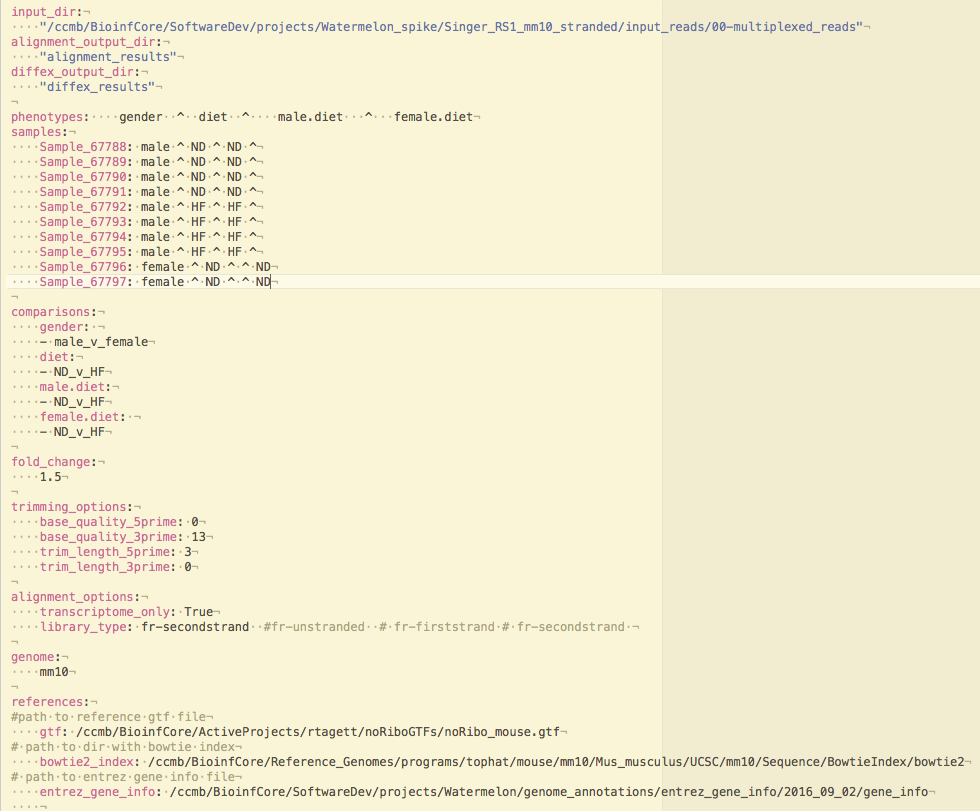 input_dir:
    "/ccmb/BioinfCore/SoftwareDev/projects/Watermelon_spike/Singer_RS1_mm10_stranded/input_reads/00-multiplexed_reads"
alignment_output_dir:
    "alignment_results"
diffex_output_dir:
    "diffex_results"

phenotypes:    gender  ^  diet  ^    male.diet   ^   female.diet
samples:
    Sample_67788: male ^ ND ^ ND ^
    Sample_67789: male ^ ND ^ ND ^
    Sample_67790: male ^ ND ^ ND ^
    Sample_67791: male ^ ND ^ ND ^
    Sample_67792: male ^ HF ^ HF ^
    Sample_67793: male ^ HF ^ HF ^
    Sample_67794: male ^ HF ^ HF ^
    Sample_67795: male ^ HF ^ HF ^
    Sample_67796: female ^ ND ^ ^ ND
    Sample_67797: female ^ ND ^ ^ ND

comparisons:
    gender:
    - male_v_female
    diet:
    - ND_v_HF
    male.diet:
    - ND_v_HF
    female.diet:
    - ND_v_HF

fold_change:
    1.5

trimming_options:
    base_quality_5prime: 0
    base_quality_3prime: 13
    trim_length_5prime: 3
    trim_length_3prime: 0

alignment_options:
    transcriptome_only: True
    library_type: fr-secondstrand  #fr-unstranded  # fr-firststrand # fr-secondstrand

genome:
    mm10

references:
#path to reference gtf file
    gtf: /ccmb/BioinfCore/ActiveProjects/rtagett/noRiboGTFs/noRibo_mouse.gtf
# path to dir with bowtie index
    bowtie2_index: /ccmb/BioinfCore/Reference_Genomes/programs/tophat/mouse/mm10/Mus_musculus/UCSC/mm10/Sequence/BowtieIndex/bowtie2
# path to entrez gene info file
    entrez_gene_info: /ccmb/BioinfCore/SoftwareDev/projects/Watermelon/genome_annotations/entrez_gene_info/2016_09_02/gene_info